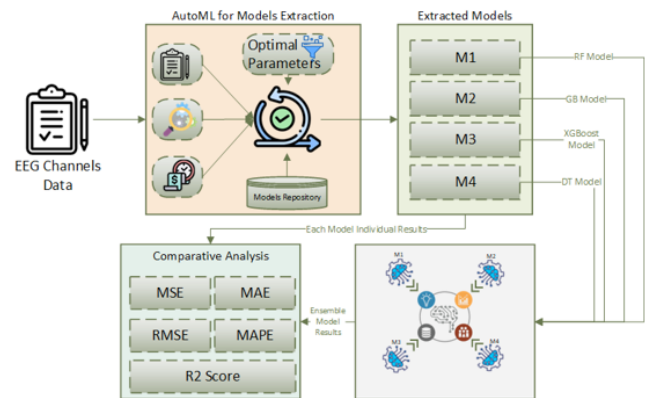 AutoML for Models Extraction
Extracted Models
Optimal
Parameters
M1
RF Model
M2
GB Model
XGBoost
Model
M3
M4
DT Model
EEG Channels
Data
Models Repository
Each Model Individual Results
Comparative Analysis
MSE
MAE
RMSE
MAPE
R2 Score
Ensemble
Model
Results
M1
M2
M3
M4